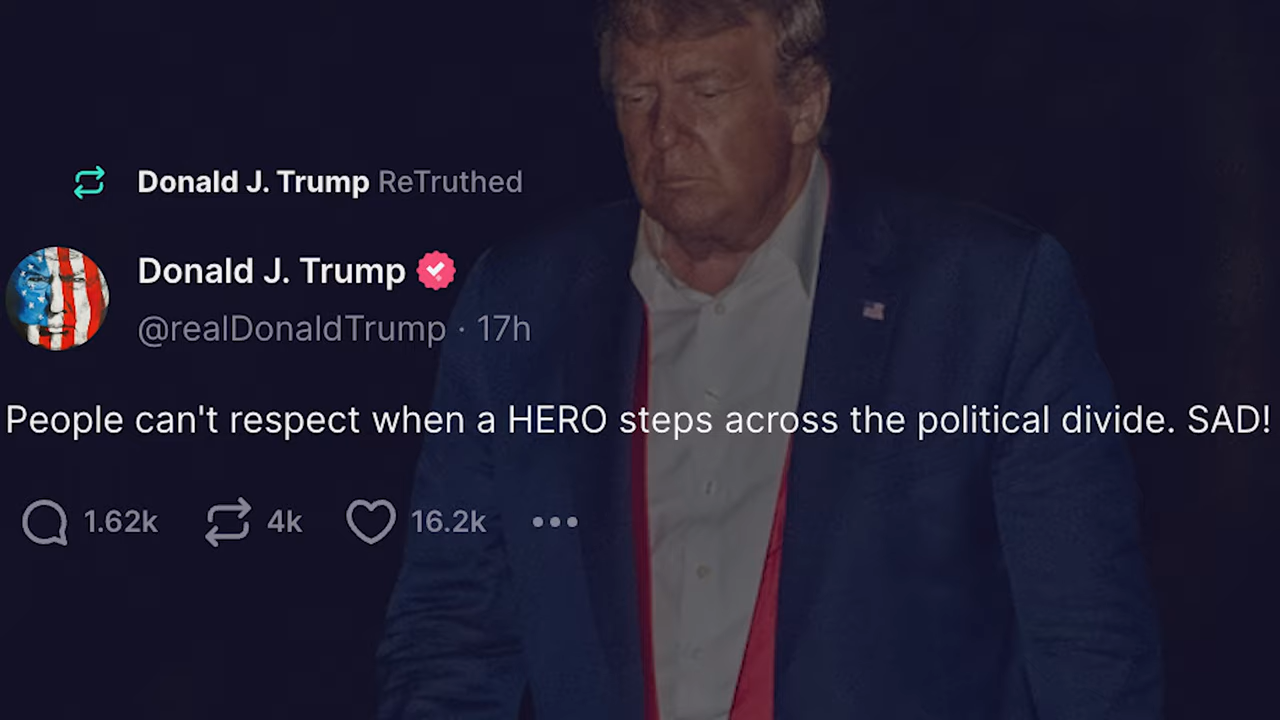 Donald J. Trump ReTruthed
Donald J. Trump
@realDonaldTrump · 17h
People can't respect when a HERO steps across the political divide. SAD!
1.62k 4k 16.2k